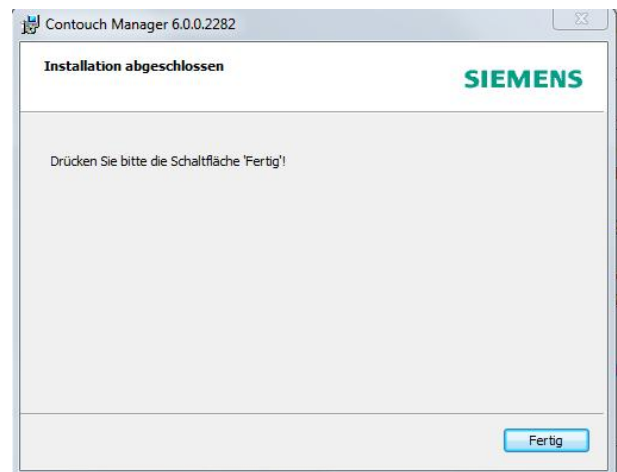 Contouch Manager 6.0.0.2282
Installation abgeschlossen
SIEMENS
Drücken Sie bitte die Schaltfläche 'Fertig'!
Fertig